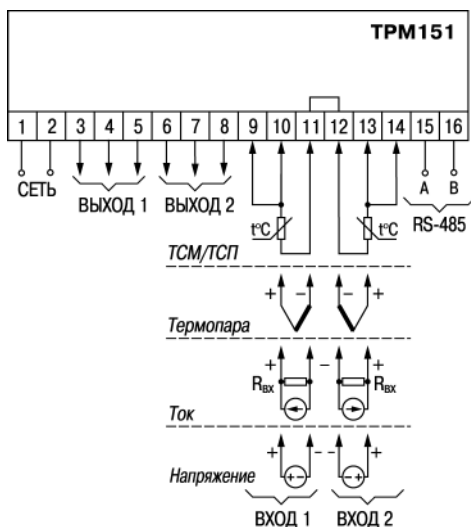 ТРМ151
1 2 3 4 5 6 7 8 9 10 11 12 13 14 15 16
СЕТЬ
ВЫХОД 1
ВЫХОД 2
A B
RS-485
t°C t°C
ТСМ/ТСП
+ - - +
Термопара
+ - +
Rвх Rвх
Ток
+ - - +
Напряжение
+ - - +
ВХОД 1 ВХОД 2